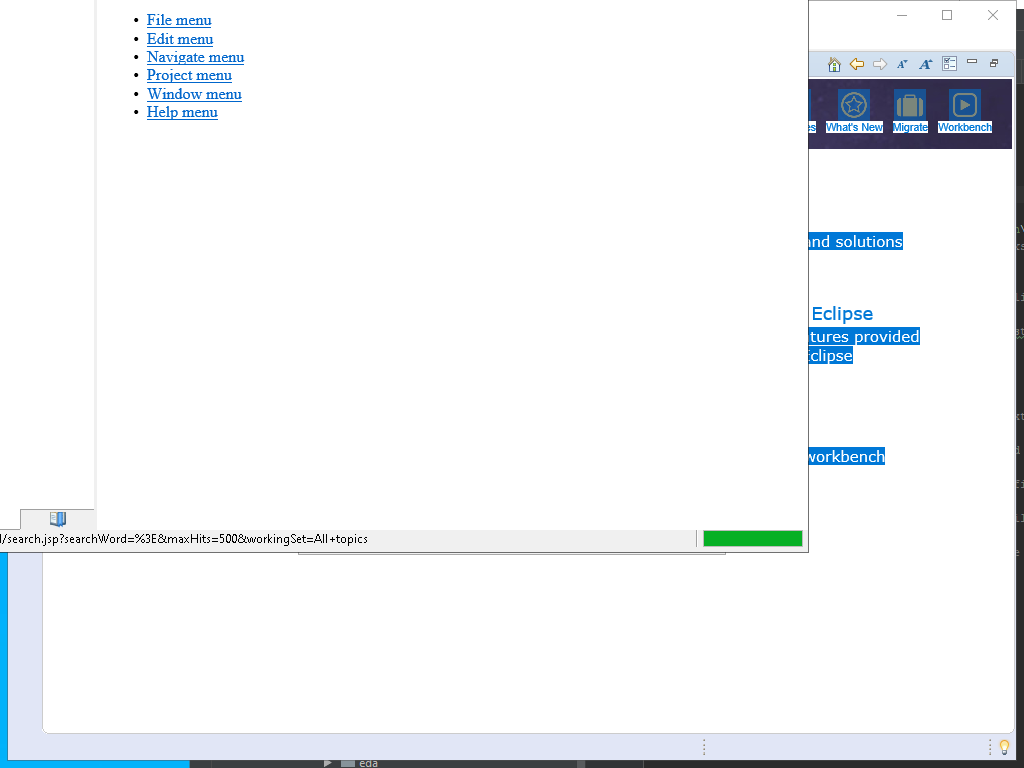 File menu
Edit menu
Navigate menu
Project menu
Window menu
Help menu
What's New
Migrate
Workbench
and solutions
Eclipse
provided
Eclipse
workbench
/search.jsp?searchWord=%3E&maxHits=500&workingSet=All+topics
eda